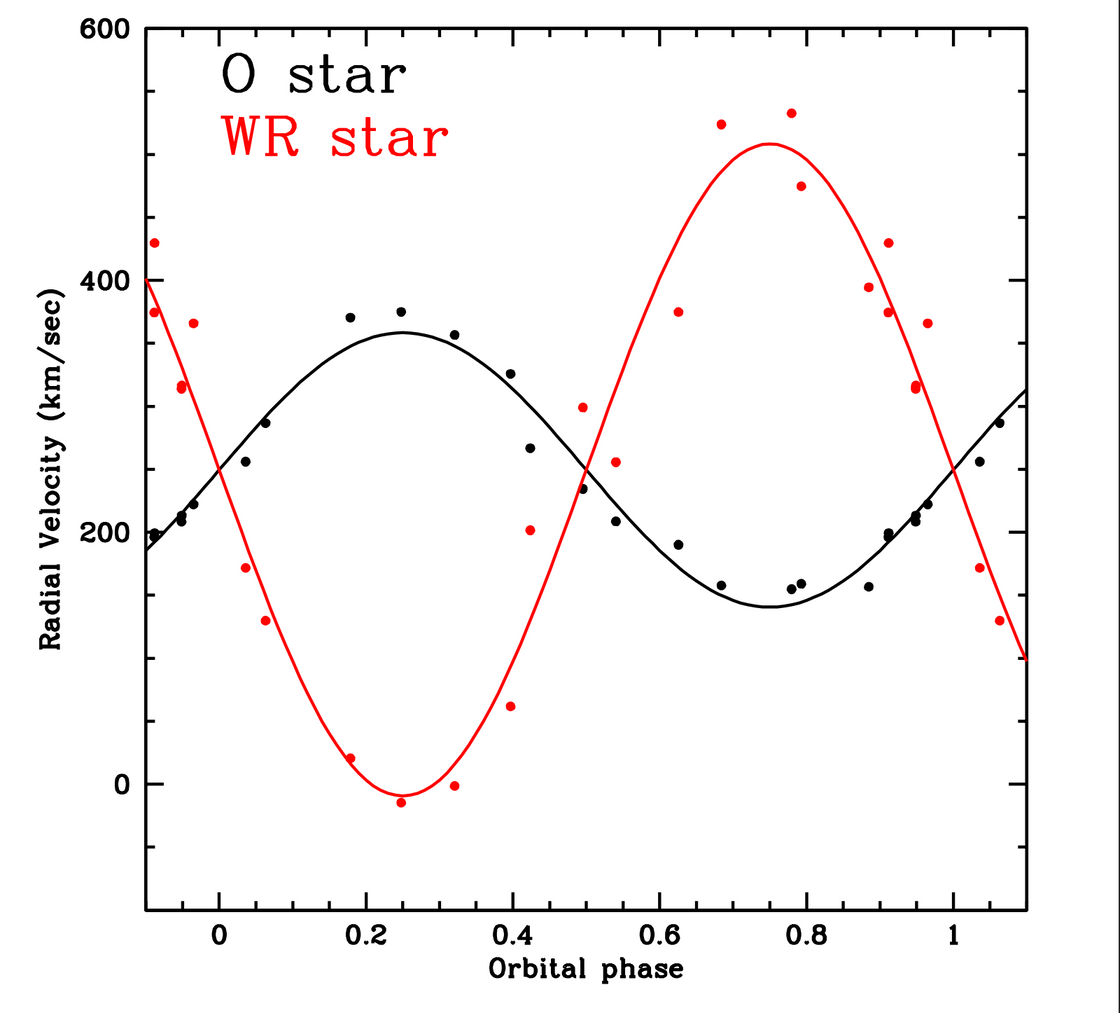 600
O star
WR star
400
200
0
Radial Velocity (km/sec)
0 0.2 0.4 0.6 0.8 1
Orbital phase